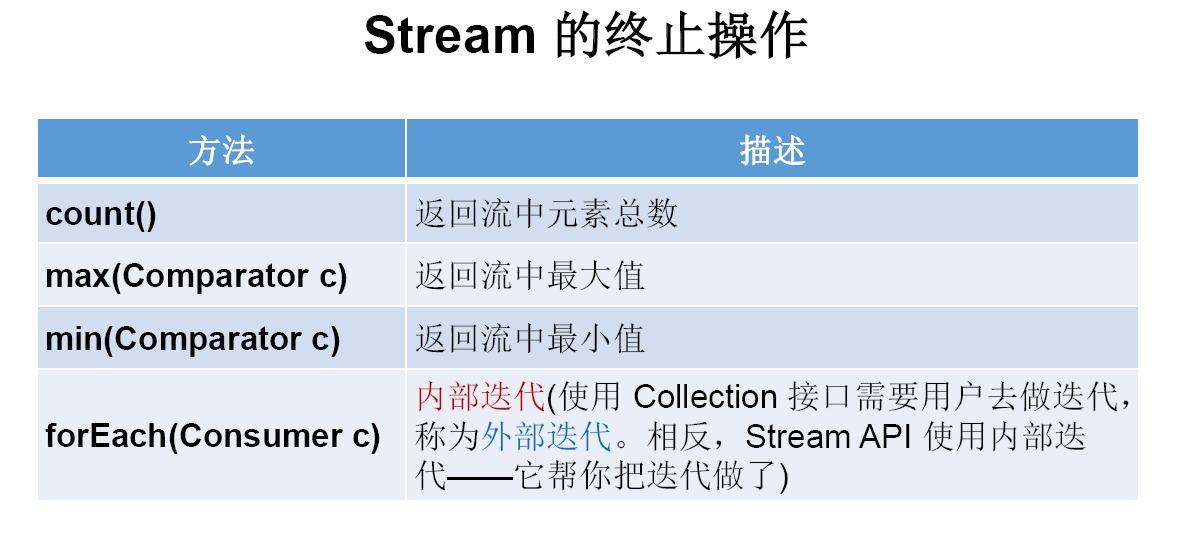 Stream 的终止操作
方法 描述
count() 返回流中元素总数
max(Comparator c) 返回流中最大值
min(Comparator c) 返回流中最小值
forEach(Consumer c)
内部迭代(使用 Collection 接口需要用户去做迭代，
称为外部迭代。相反，Stream API 使用内部迭
代——它帮你把迭代做了)